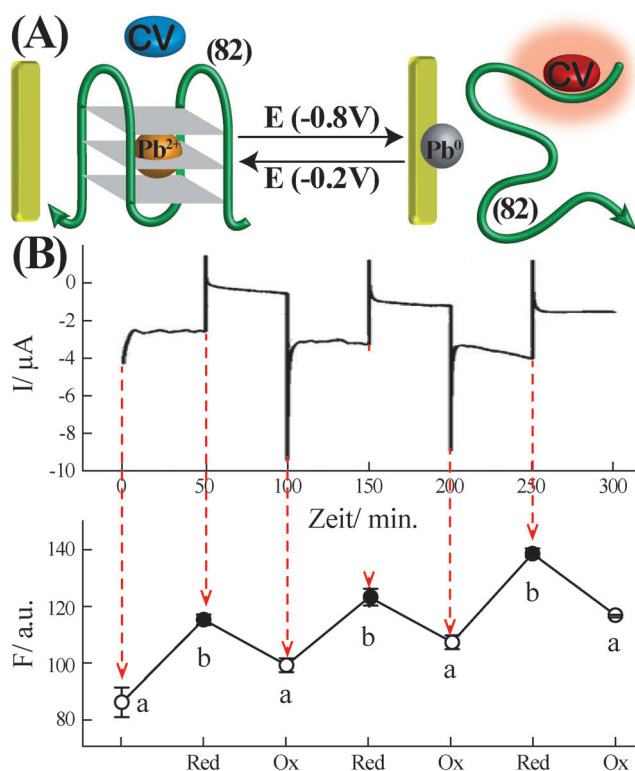 (A)
CV
(82)
CV
Pb²⁺
E (-0.8V)
E (-0.2V)
Pb⁰
(82)
(B)
I/ µA
0
-2
-4
-6
-8
-10
0 50 100 150 200 250 300
Zeit/ min.
F/ a.u.
140
120
100
80
a
b
a
b
a
b
a
Red Ox Red Ox Red Ox